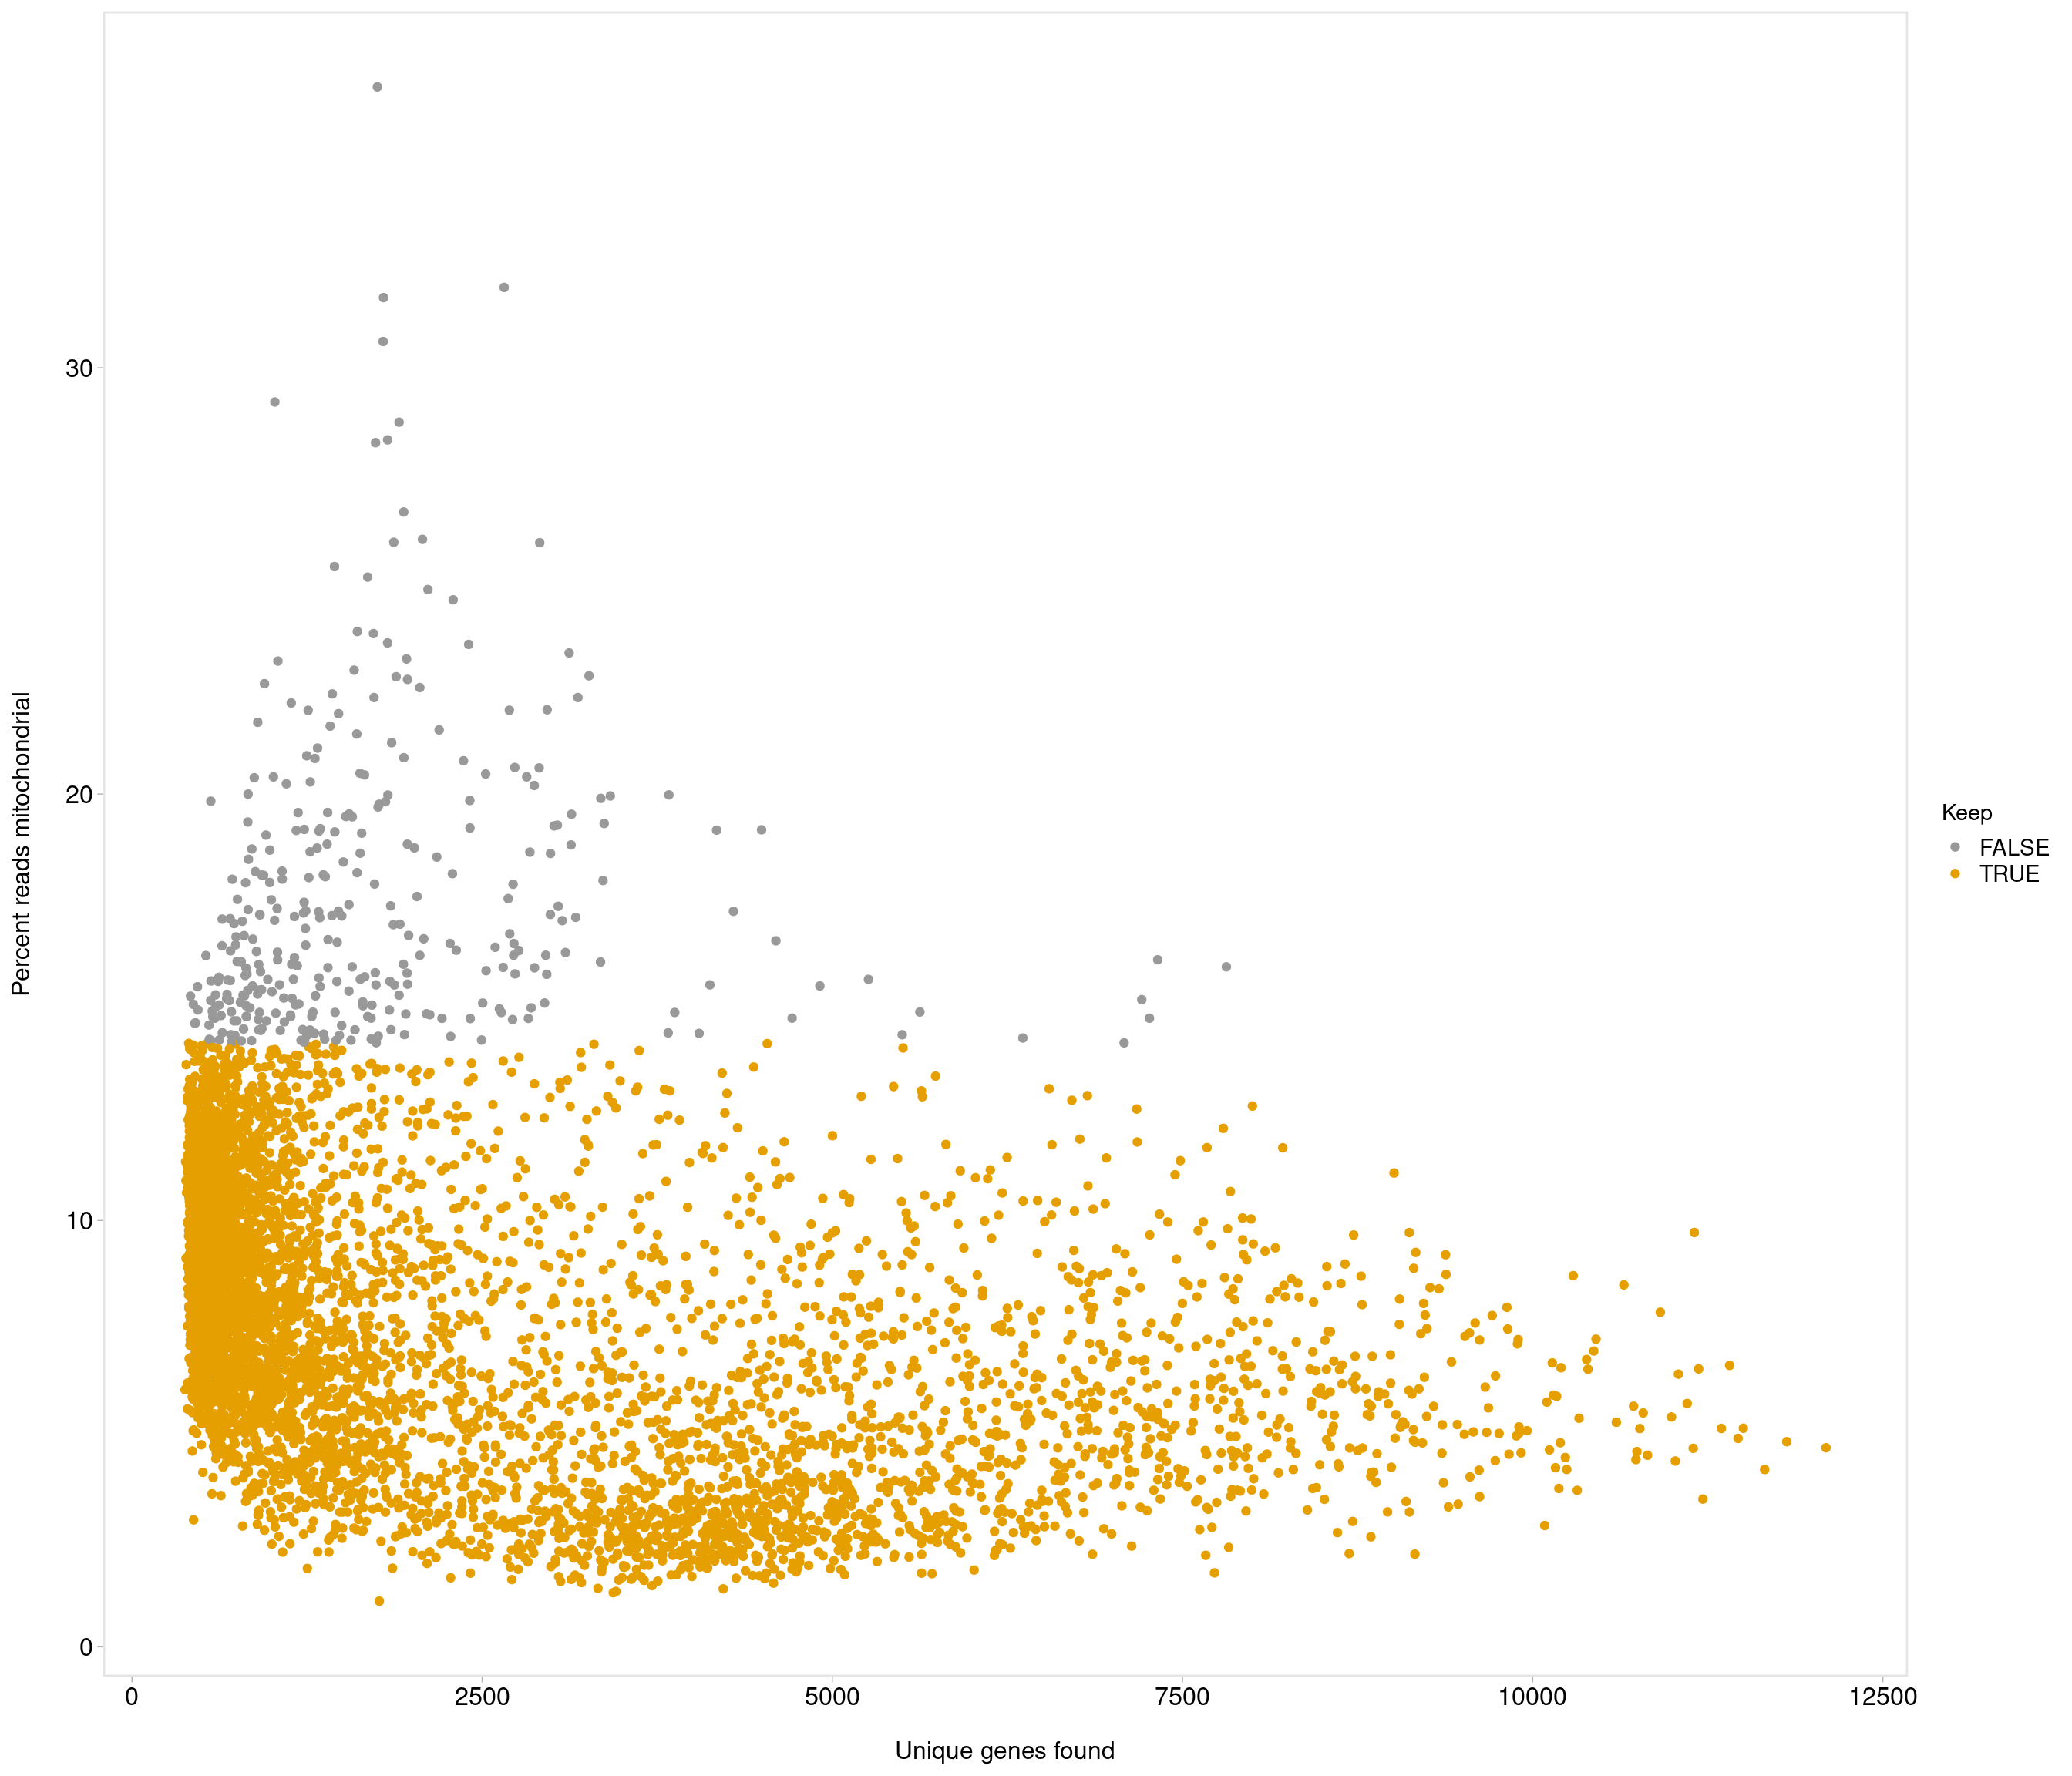 Percent reads mitochondrial
30
20
10
0
0 2500 5000 7500 10000 12500
Unique genes found
Keep
FALSE
TRUE